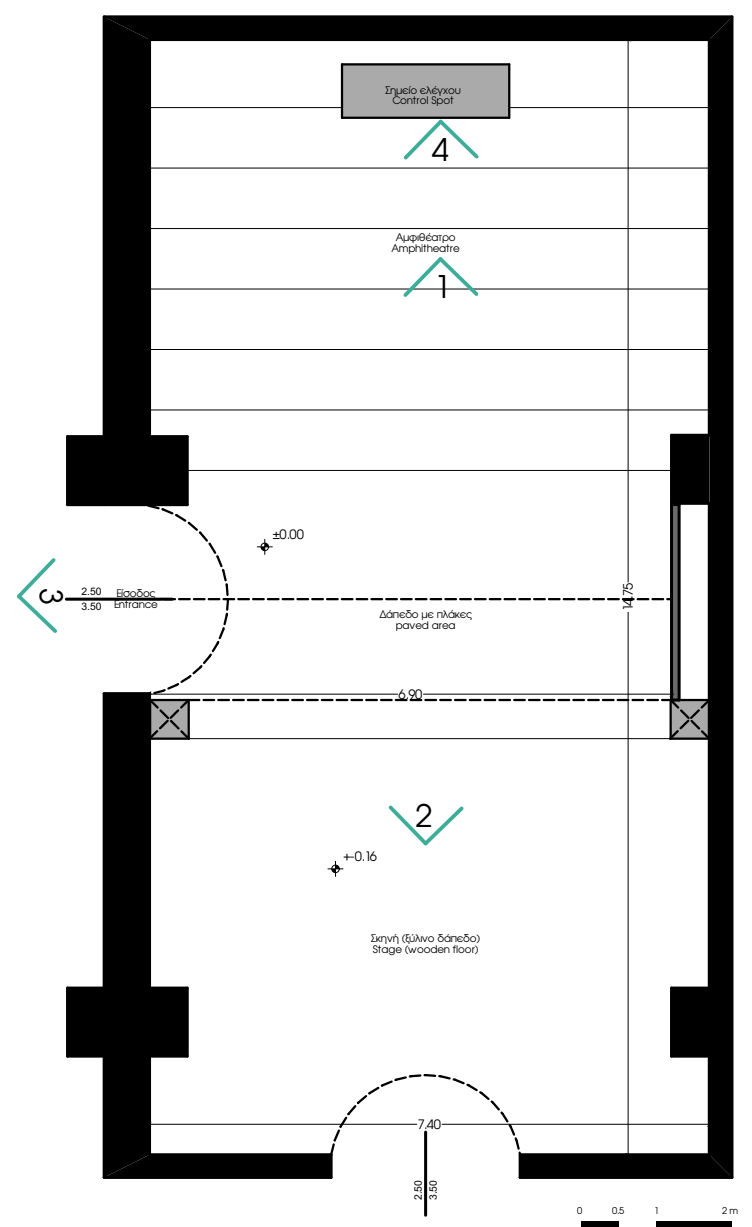 Σημείο ελέγχου
Control Spot
4
Αμφιθέατρο
Amphitheatre
1
±0.00
3
2.50
3.50
Είσοδος
Entrance
Δάπεδο με πλάκες
paved area
14.75
6.90
2
+-0.16
Σκηνή (ξύλινο δάπεδο)
Stage (wooden floor)
7.40
2.50
3.50
0 0.5 1 2 m